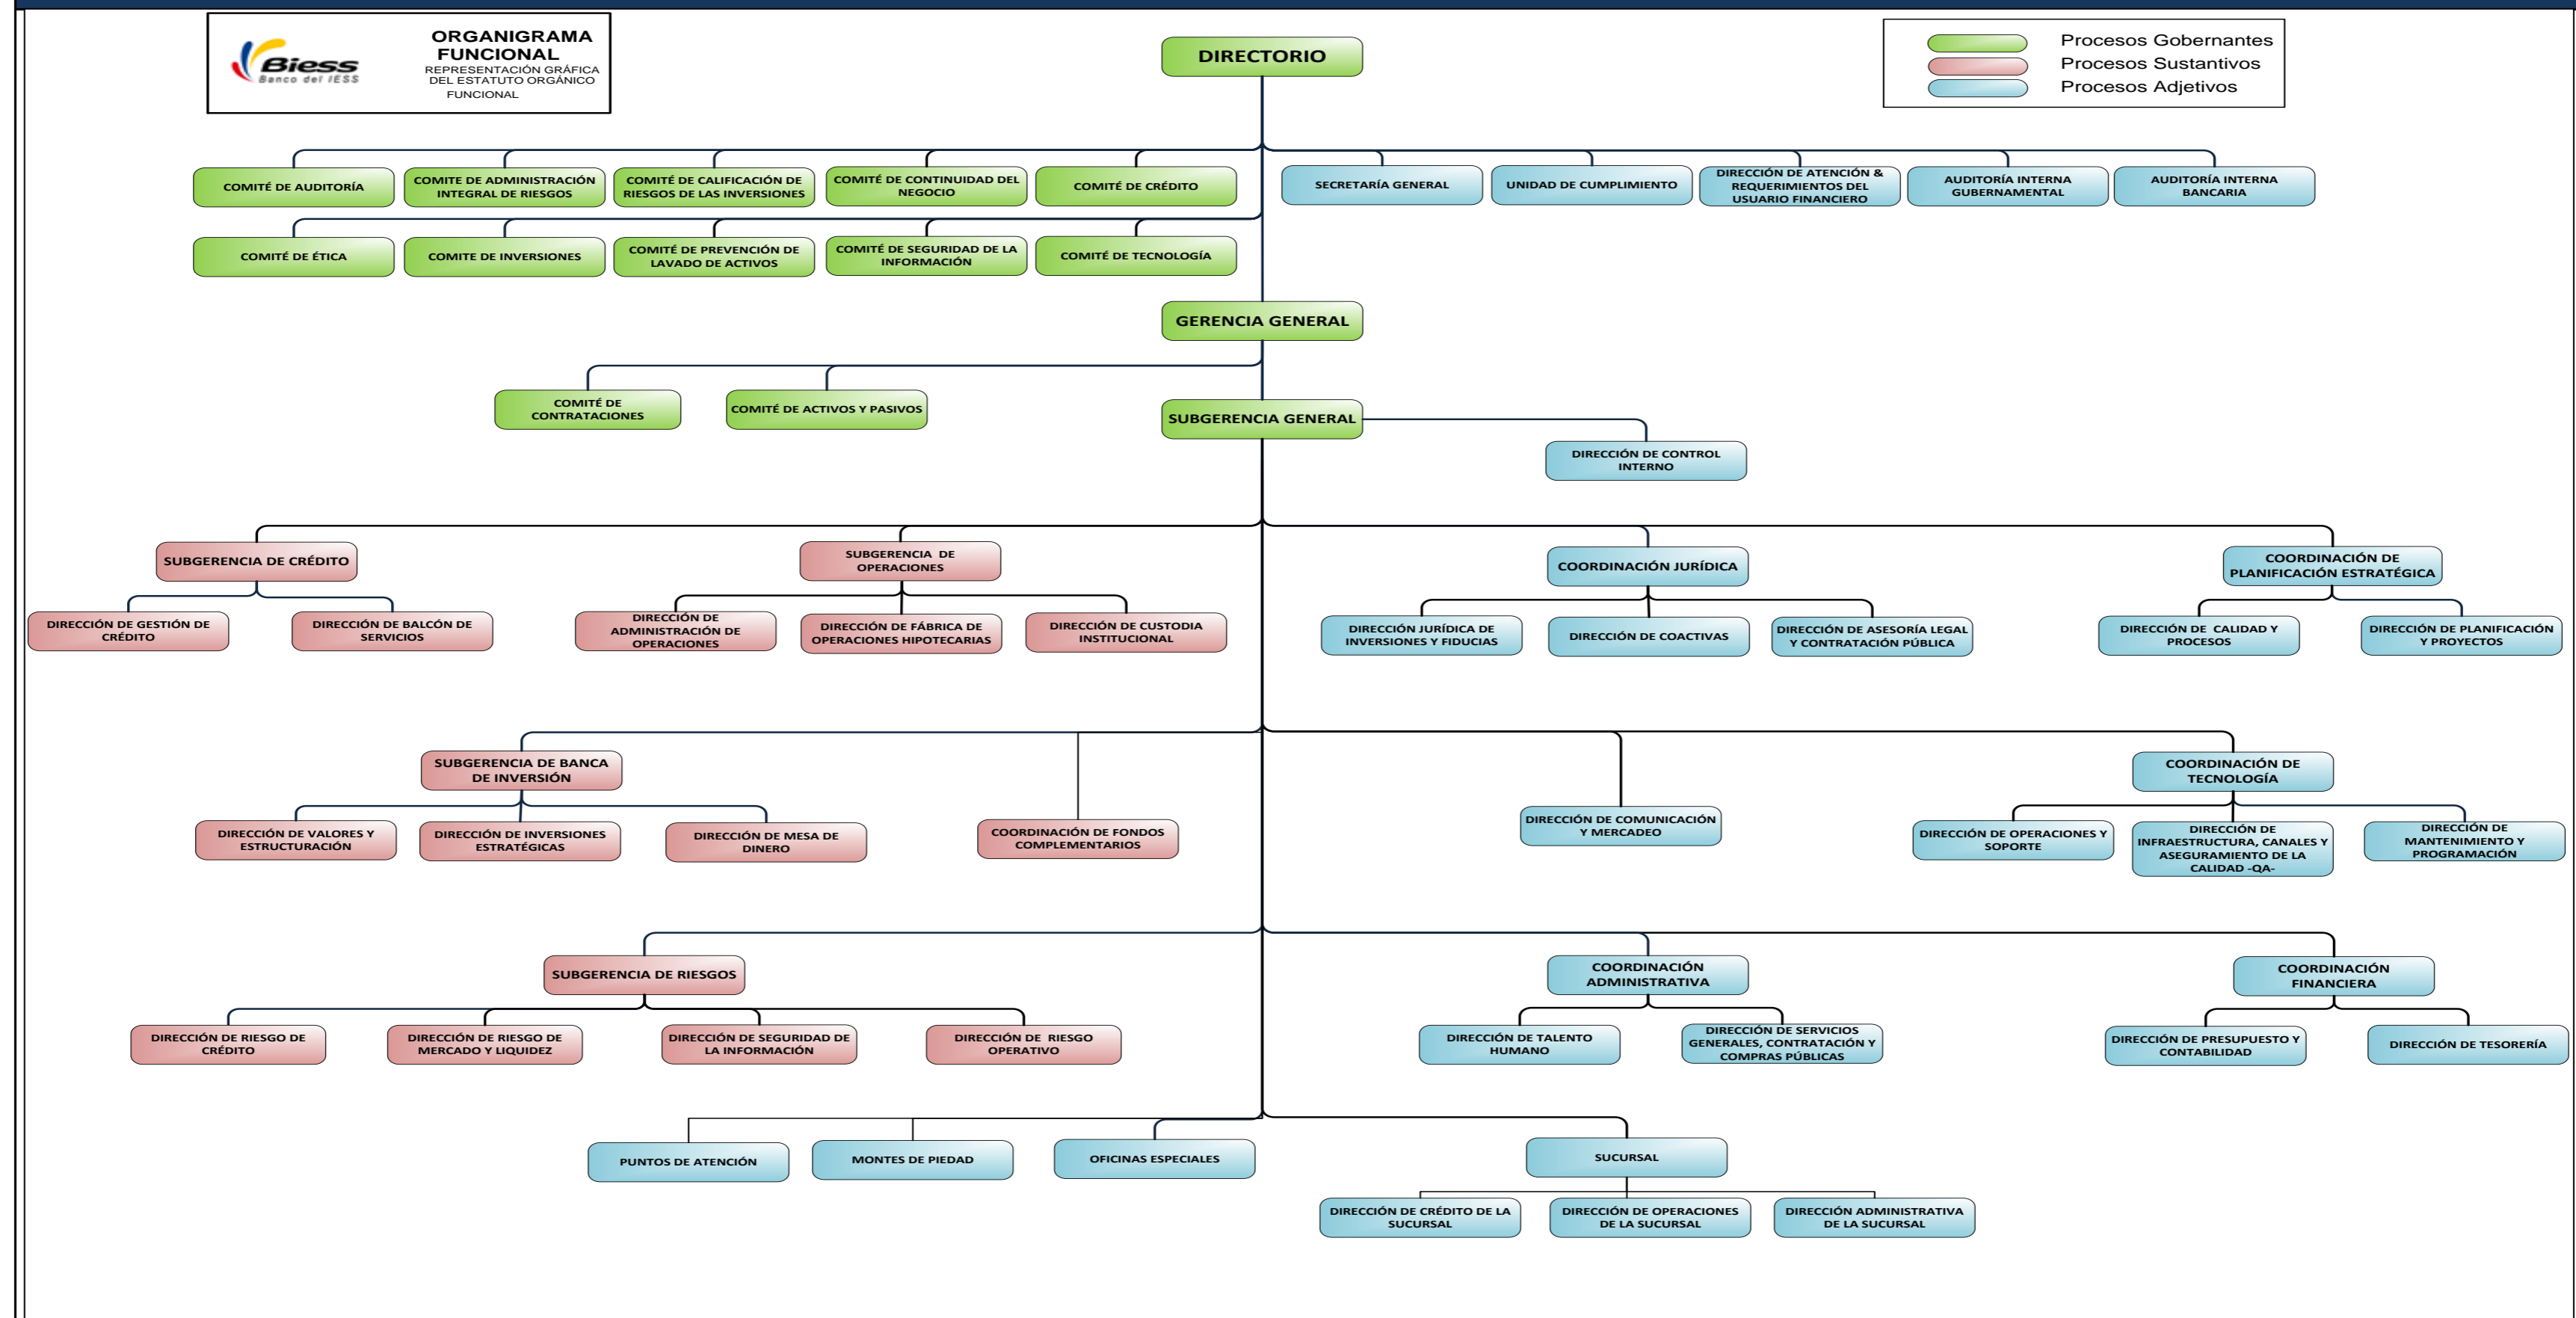 Biess
Banco del IESS
ORGANIGRAMA
FUNCIONAL
REPRESENTACIÓN GRÁFICA
DEL ESTATUTO ORGÁNICO
FUNCIONAL
DIRECTORIO
Procesos Gobernantes
Procesos Sustantivos
Procesos Adjetivos
COMITÉ DE AUDITORÍA
COMITE DE ADMINISTRACIÓN
INTEGRAL DE RIESGOS
COMITÉ DE CALIFICACIÓN DE
RIESGOS DE LAS INVERSIONES
COMITÉ DE CONTINUIDAD DEL
NEGOCIO
COMITÉ DE CRÉDITO
SECRETARÍA GENERAL
UNIDAD DE CUMPLIMIENTO
DIRECCIÓN DE ATENCIÓN &
REQUERIMIENTOS DEL
USUARIO FINANCIERO
AUDITORÍA INTERNA
GUBERNAMENTAL
AUDITORÍA INTERNA
BANCARIA
COMITÉ DE ÉTICA
COMITE DE INVERSIONES
COMITÉ DE PREVENCIÓN DE
LAVADO DE ACTIVOS
COMITÉ DE SEGURIDAD DE LA
INFORMACIÓN
COMITÉ DE TECNOLOGÍA
GERENCIA GENERAL
COMITÉ DE
CONTRATACIONES
COMITÉ DE ACTIVOS Y PASIVOS
SUBGERENCIA GENERAL
DIRECCIÓN DE CONTROL
INTERNO
SUBGERENCIA DE CRÉDITO
SUBGERENCIA DE
OPERACIONES
COORDINACIÓN JURÍDICA
COORDINACIÓN DE
PLANIFICACIÓN ESTRATÉGICA
DIRECCIÓN DE GESTIÓN DE
CRÉDITO
DIRECCIÓN DE BALCÓN DE
SERVICIOS
DIRECCIÓN DE
ADMINISTRACIÓN DE
OPERACIONES
DIRECCIÓN DE FÁBRICA DE
OPERACIONES HIPOTECARIAS
DIRECCIÓN DE CUSTODIA
INSTITUCIONAL
DIRECCIÓN JURÍDICA DE
INVERSIONES Y FIDUCIAS
DIRECCIÓN DE COACTIVAS
DIRECCIÓN DE ASESORÍA LEGAL
Y CONTRATACIÓN PÚBLICA
DIRECCIÓN DE CALIDAD Y
PROCESOS
DIRECCIÓN DE PLANIFICACIÓN
Y PROYECTOS
SUBGERENCIA DE BANCA
DE INVERSIÓN
COORDINACIÓN DE
TECNOLOGÍA
DIRECCIÓN DE VALORES Y
ESTRUCTURACIÓN
DIRECCIÓN DE INVERSIONES
ESTRATÉGICAS
DIRECCIÓN DE MESA DE
DINERO
COORDINACIÓN DE FONDOS
COMPLEMENTARIOS
DIRECCIÓN DE COMUNICACIÓN
Y MERCADEO
DIRECCIÓN DE OPERACIONES Y
SOPORTE
DIRECCIÓN DE
INFRAESTRUCTURA, CANALES Y
ASEGURAMIENTO DE LA
CALIDAD -QA-
DIRECCIÓN DE
MANTENIMIENTO Y
PROGRAMACIÓN
SUBGERENCIA DE RIESGOS
COORDINACIÓN
ADMINISTRATIVA
COORDINACIÓN
FINANCIERA
DIRECCIÓN DE RIESGO DE
CRÉDITO
DIRECCIÓN DE RIESGO DE
MERCADO Y LIQUIDEZ
DIRECCIÓN DE SEGURIDAD DE
LA INFORMACIÓN
DIRECCIÓN DE RIESGO
OPERATIVO
DIRECCIÓN DE TALENTO
HUMANO
DIRECCIÓN DE SERVICIOS
GENERALES, CONTRATACIÓN Y
COMPRAS PÚBLICAS
DIRECCIÓN DE PRESUPUESTO Y
CONTABILIDAD
DIRECCIÓN DE TESORERÍA
PUNTOS DE ATENCIÓN
MONTES DE PIEDAD
OFICINAS ESPECIALES
SUCURSAL
DIRECCIÓN DE CRÉDITO DE LA
SUCURSAL
DIRECCIÓN DE OPERACIONES
DE LA SUCURSAL
DIRECCIÓN ADMINISTRATIVA
DE LA SUCURSAL